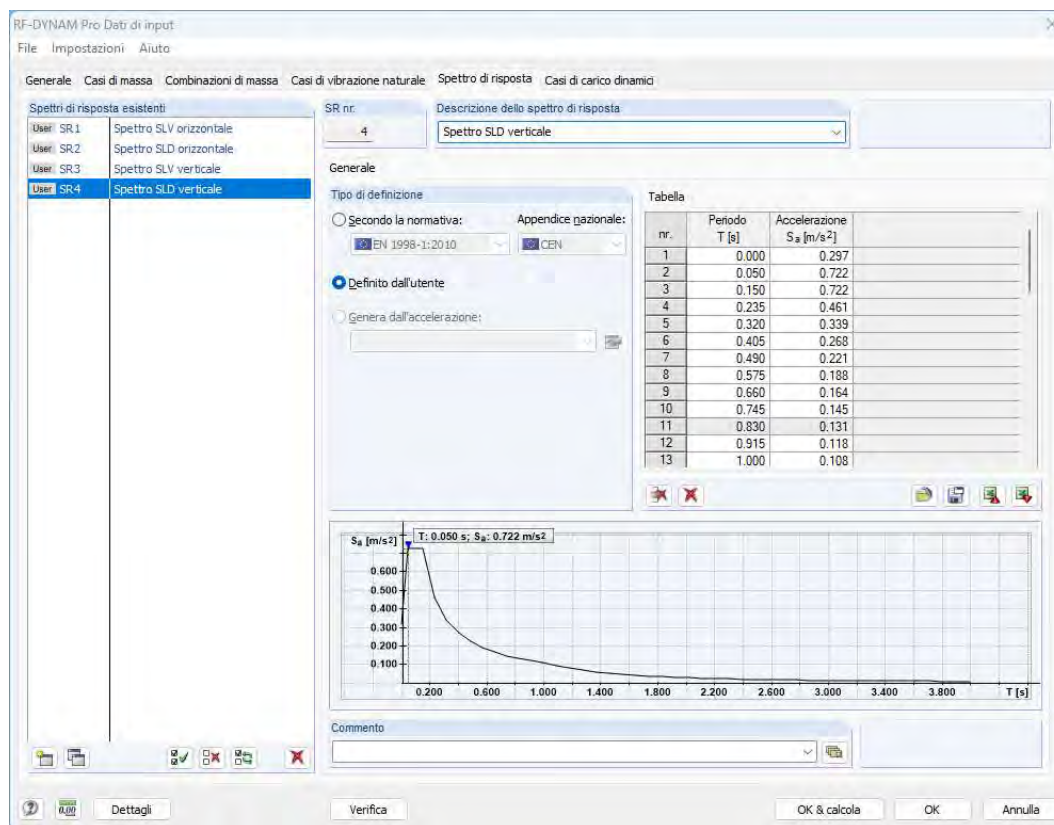 RF-DYNAM Pro Dati di input
File Impostazioni Aiuto
Generale Casi di massa Combinazioni di massa Casi di vibrazione naturale Spettro di risposta Casi di carico dinamici
Spettri di risposta esistenti
User SR1 Spettro SLV orizzontale
User SR2 Spettro SLD orizzontale
User SR3 Spettro SLV verticale
User SR4 Spettro SLD verticale
SR nr.
4
Descrizione dello spettro di risposta
Spettro SLD verticale
Generale
Tipo di definizione
Secondo la normativa: Appendice nazionale:
EN 1998-1:2010 CEN
Definito dall'utente
Genera dall'accelerazione:
Tabella
nr. Periodo T [s] Accelerazione Sa [m/s²]
1 0.000 0.297
2 0.050 0.722
3 0.150 0.722
4 0.235 0.461
5 0.320 0.339
6 0.405 0.268
7 0.490 0.221
8 0.575 0.188
9 0.660 0.164
10 0.745 0.145
11 0.830 0.131
12 0.915 0.118
13 1.000 0.108
Sa [m/s²]
T: 0.050 s; Sa: 0.722 m/s²
0.600
0.500
0.400
0.300
0.200
0.100
0.200 0.600 1.000 1.400 1.800 2.200 2.600 3.000 3.400 3.800 T [s]
Commento
0.00 Dettagli Verifica OK & calcola OK Annulla